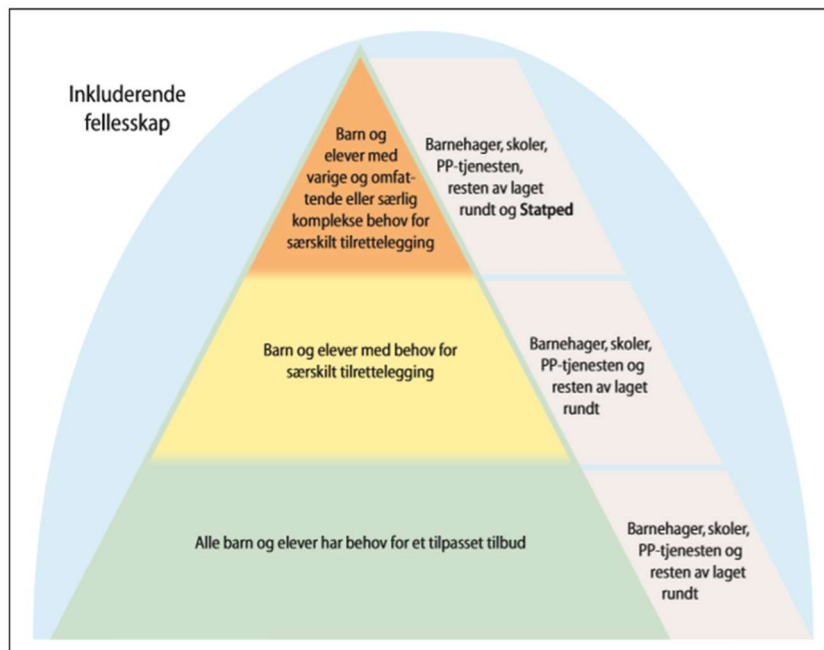 Inkluderende
fellesskap
Barn og
elever med
varige og omfat-
tende eller særlig
komplekse behov for
særskilt tilrettelegging
Barnehager, skoler,
PP-tjenesten,
resten av laget
rundt og Statped
Barn og elever med behov for
særskilt tilrettelegging
Barnehager, skoler,
PP-tjenesten og
resten av laget
rundt
Alle barn og elever har behov for et tilpasset tilbud
Barnehager, skoler,
PP-tjenesten og
resten av laget
rundt